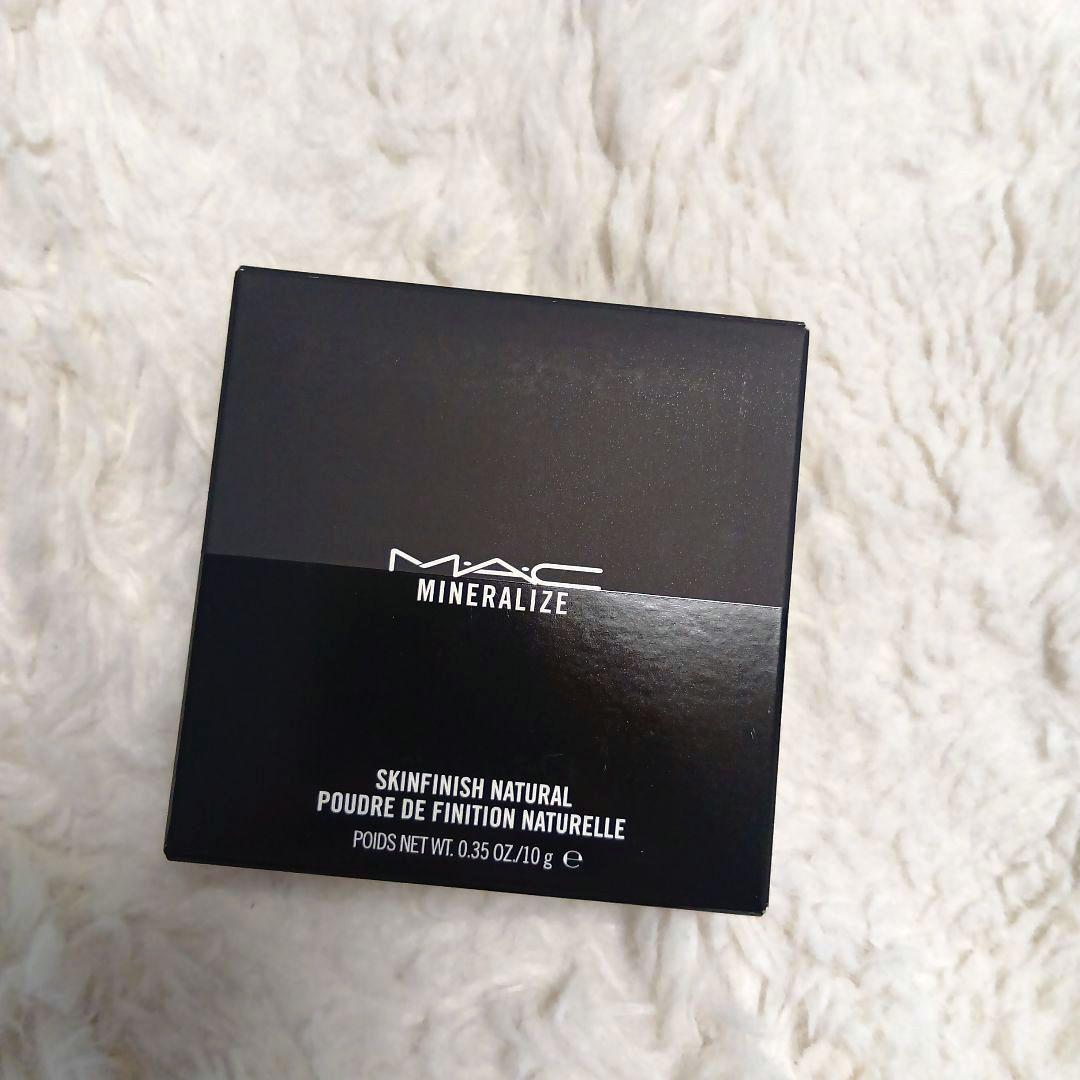 M·A·C
MINERALIZE
SKINFINISH NATURAL
POUDRE DE FINITION NATURELLE
POIDS NET WT. 0.35 OZ./10 g ℮